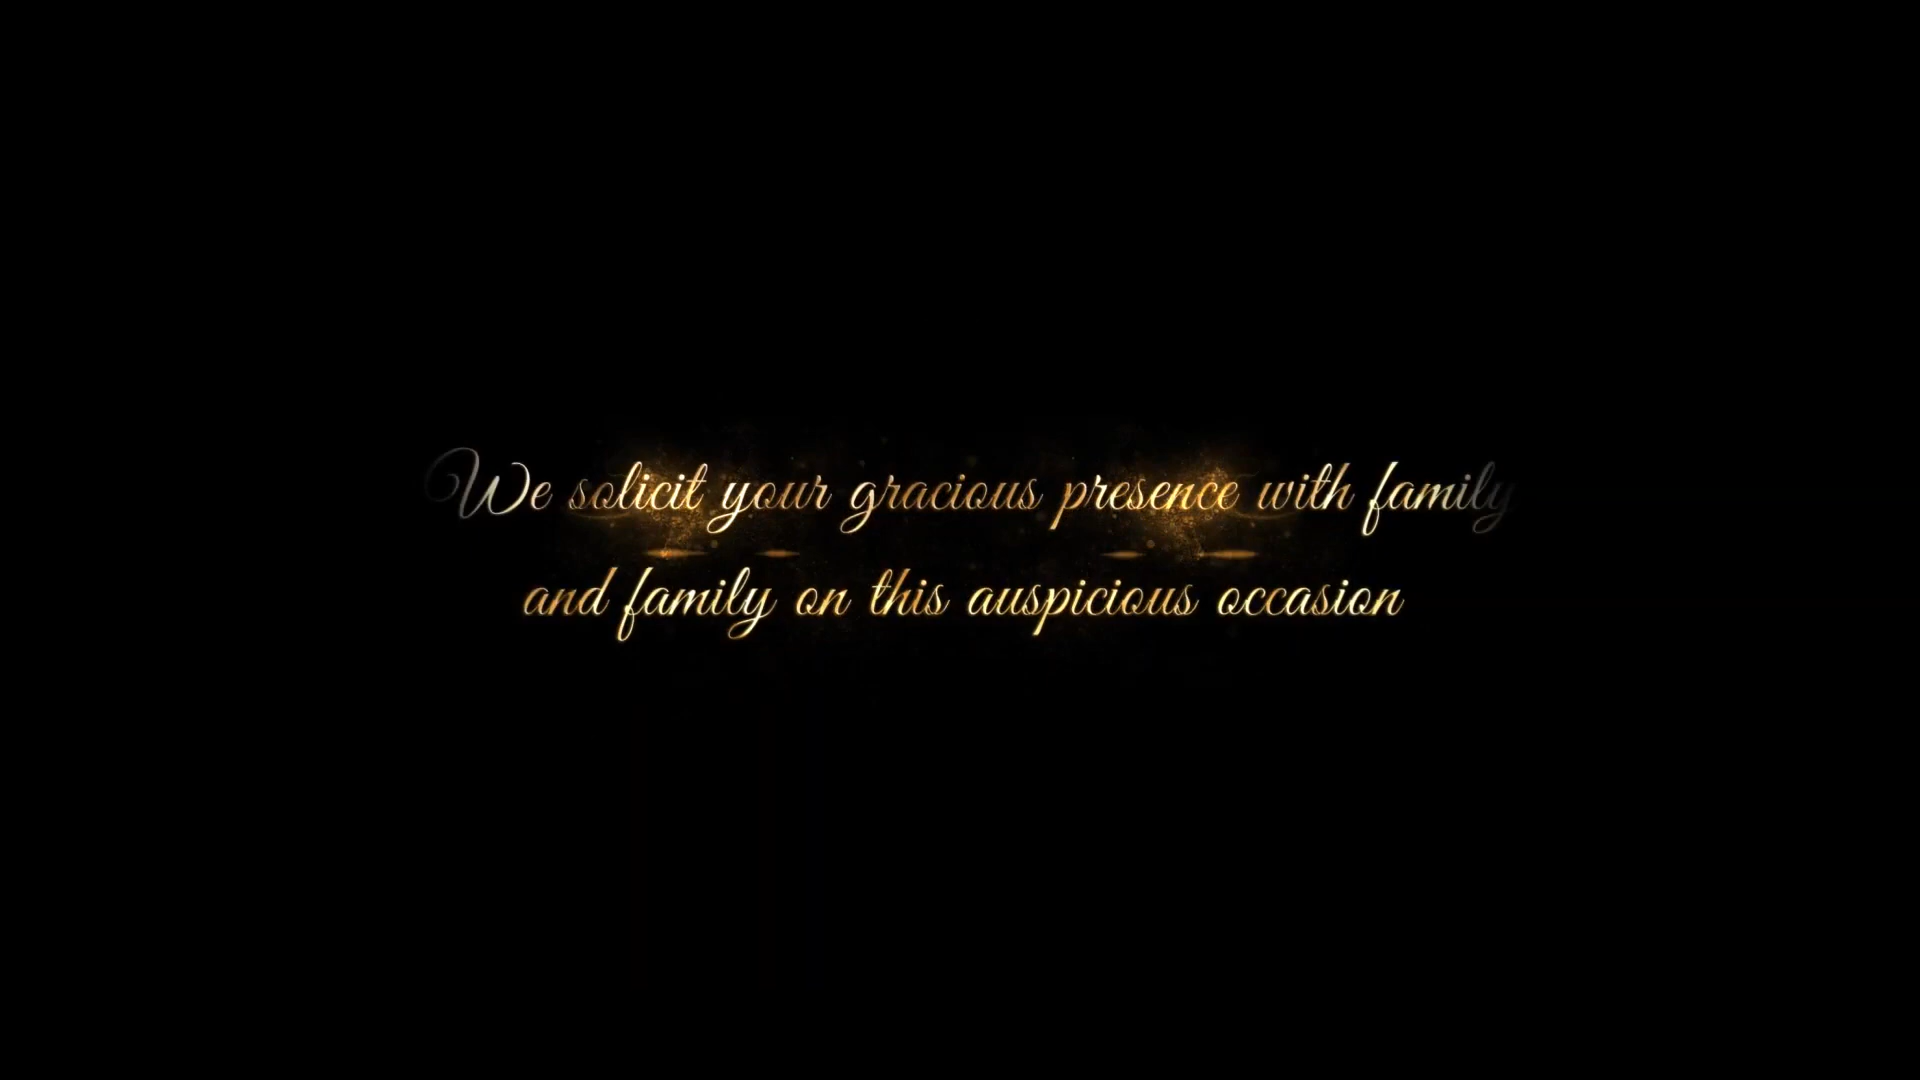 We solicit your gracious presence with family
and family on this auspicious occasion